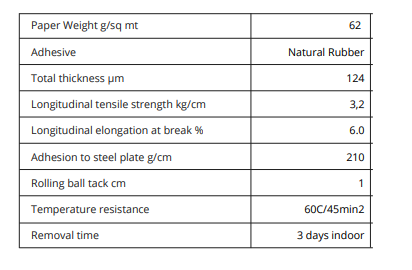 Paper Weight g/sq mt 62
Adhesive Natural Rubber
Total thickness µm 124
Longitudinal tensile strength kg/cm 3,2
Longitudinal elongation at break % 6.0
Adhesion to steel plate g/cm 210
Rolling ball tack cm 1
Temperature resistance 60C/45min2
Removal time 3 days indoor